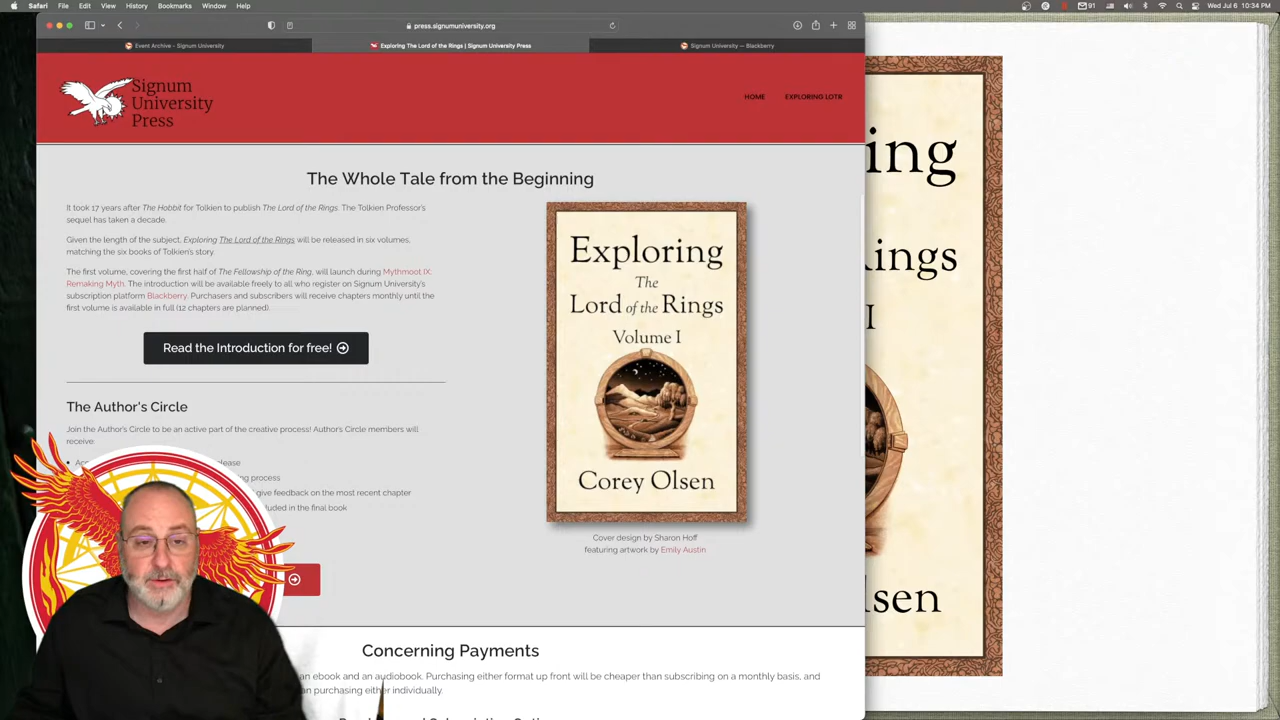 Safari File Edit View History Bookmarks Window Help
91
Wed Jul 6 10:34 PM
press.signumuniversity.org
Event Archive - Signum University
Exploring The Lord of the Rings | Signum University Press
Signum University — Blackberry
Signum
University
Press
HOME EXPLORING LOTR
The Whole Tale from the Beginning
It took 17 years after The Hobbit for Tolkien to publish The Lord of the Rings. The Tolkien Professor's
sequel has taken a decade.
Given the length of the subject, Exploring The Lord of the Rings will be released in six volumes,
matching the six books of Tolkien's story.
The first volume, covering the first half of The Fellowship of the Ring, will launch during Mythmoot IX:
Remaking Myth. The introduction will be available freely to all who register on Signum University's
subscription platform Blackberry. Purchasers and subscribers will receive chapters monthly until the
first volume is available in full (12 chapters are planned).
Read the Introduction for free!
The Author's Circle
Join the Author's Circle to be an active part of the creative process! Author's Circle members will
receive:
elease
ng process
give feedback on the most recent chapter
uded in the final book
Exploring
The
Lord of the Rings
Volume I
Corey Olsen
Cover design by Sharon Hoff
featuring artwork by Emily Austin
Concerning Payments
an ebook and an audiobook. Purchasing either format up front will be cheaper than subscribing on a monthly basis, and
an purchasing either individually.
ing
ings
I
lsen